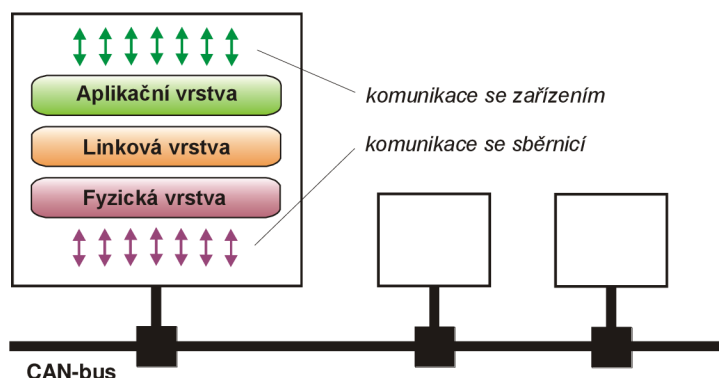 Aplikační vrstva
komunikace se zařízením
Linková vrstva
komunikace se sběrnicí
Fyzická vrstva
CAN-bus